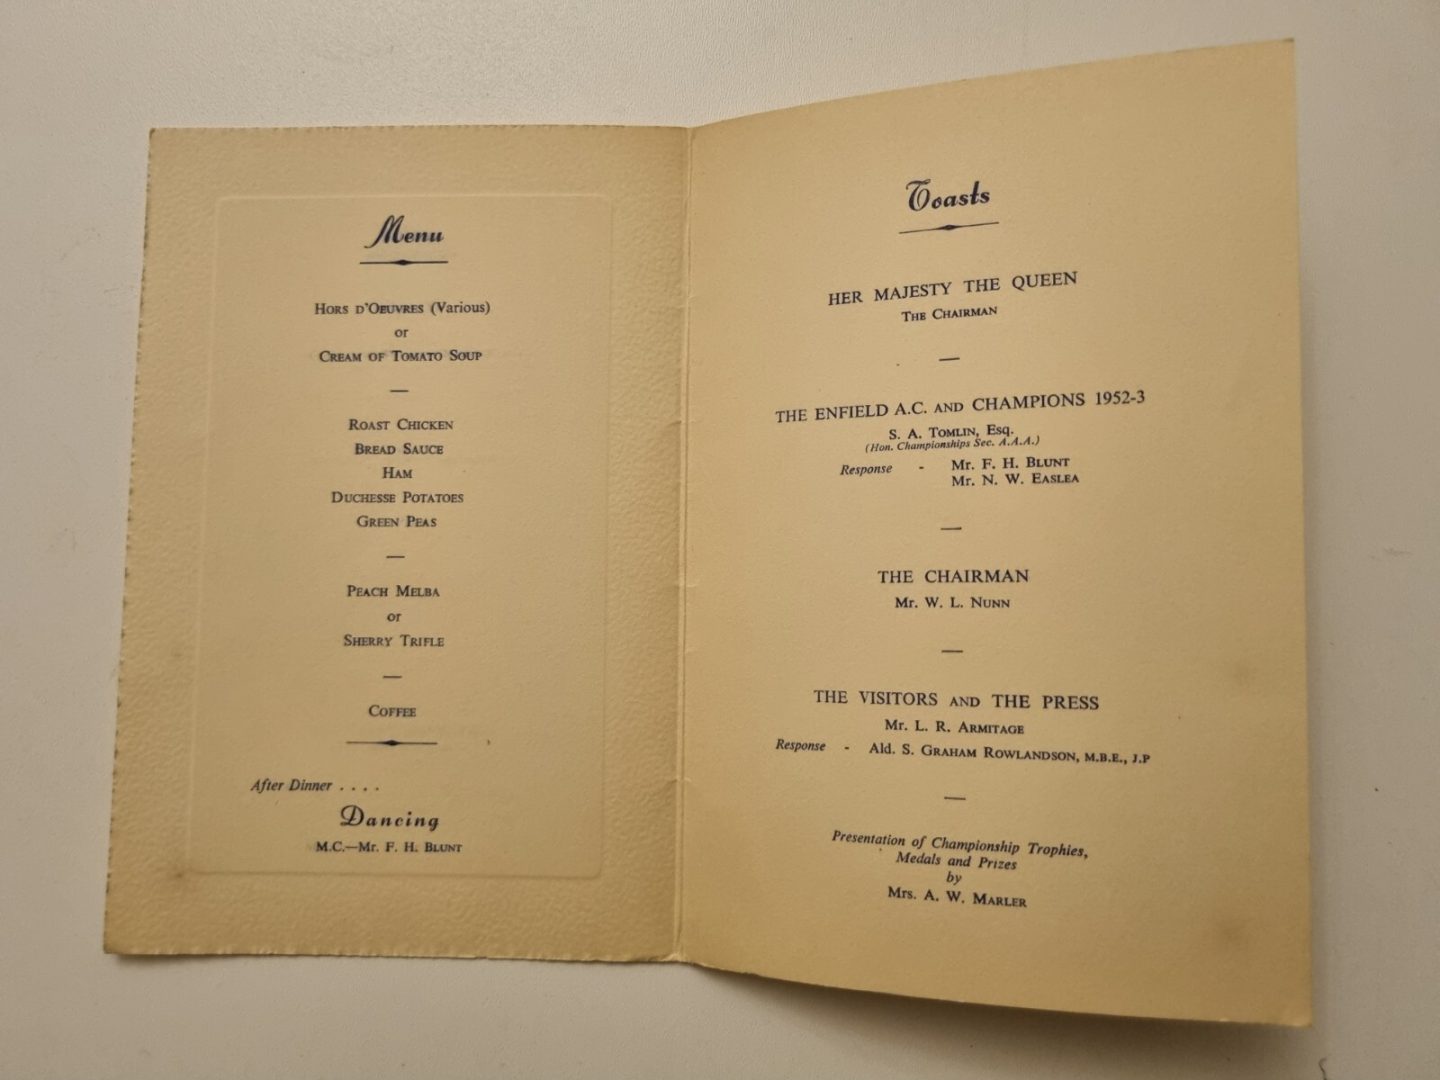 Menu
HORS D'OEUVRES (Various)
or
CREAM OF TOMATO SOUP
—
ROAST CHICKEN
BREAD SAUCE
HAM
DUCHESSE POTATOES
GREEN PEAS
—
PEACH MELBA
or
SHERRY TRIFLE
—
COFFEE
After Dinner . . . .
Dancing
M.C.—Mr. F. H. BLUNT
Toasts
HER MAJESTY THE QUEEN
THE CHAIRMAN
—
THE ENFIELD A.C. AND CHAMPIONS 1952-3
S. A. TOMLIN, Esq.
(Hon. Championships Sec. A.A.A.)
Response - Mr. F. H. BLUNT
Mr. N. W. EASLEA
—
THE CHAIRMAN
Mr. W. L. NUNN
—
THE VISITORS AND THE PRESS
Mr. L. R. ARMITAGE
Response - Ald. S. GRAHAM ROWLANDSON, M.B.E., J.P
—
Presentation of Championship Trophies,
Medals and Prizes
by
Mrs. A. W. MARLER